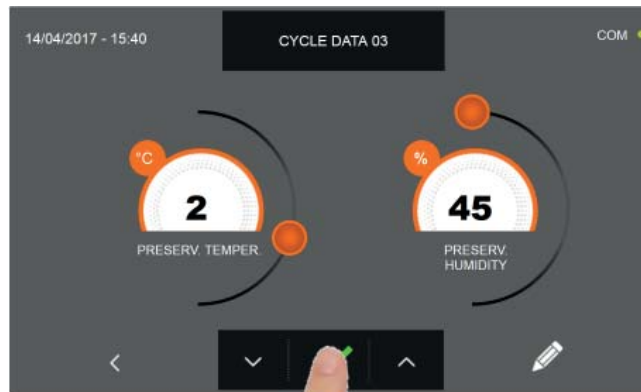 14/04/2017 - 15:40
CYCLE DATA 03
COM
°C
2
PRESERV. TEMPER.
%
45
PRESERV.
HUMIDITY